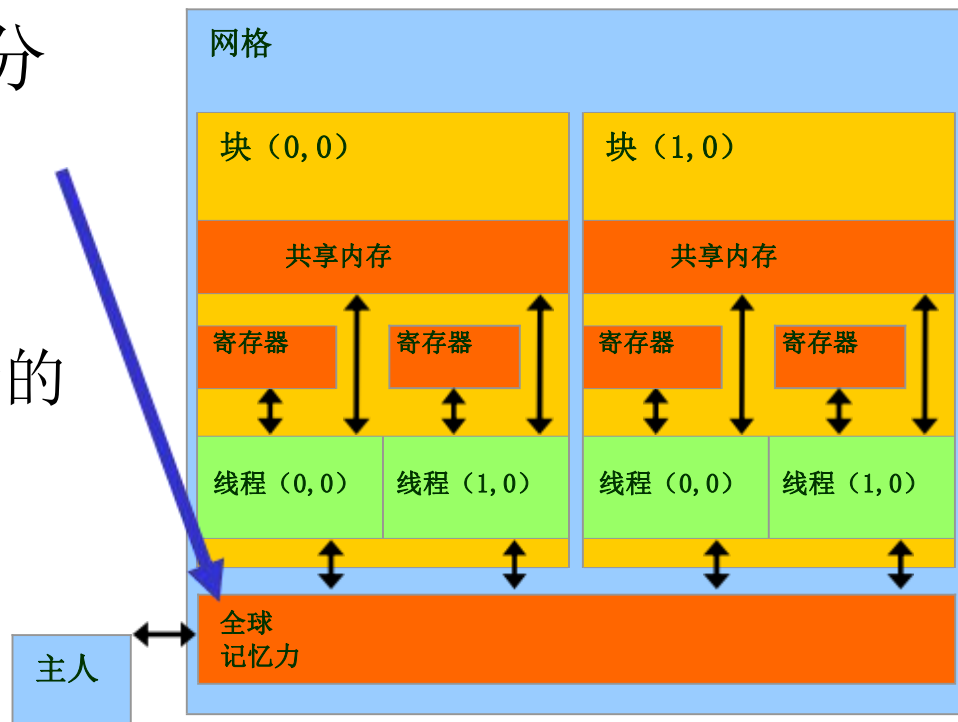 分
的
网格
块（0,0）
块（1,0）
共享内存
共享内存
寄存器
寄存器
寄存器
寄存器
线程（0,0）
线程（1,0）
线程（0,0）
线程（1,0）
全球
记忆力
主人